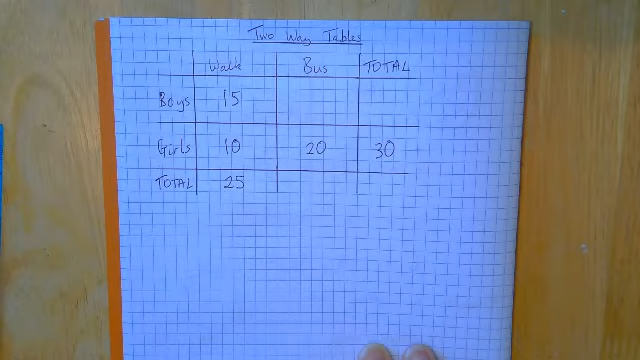 Two Way Tables
Walk Bus TOTAL
Boys 15
Girls 10 20 30
TOTAL 25